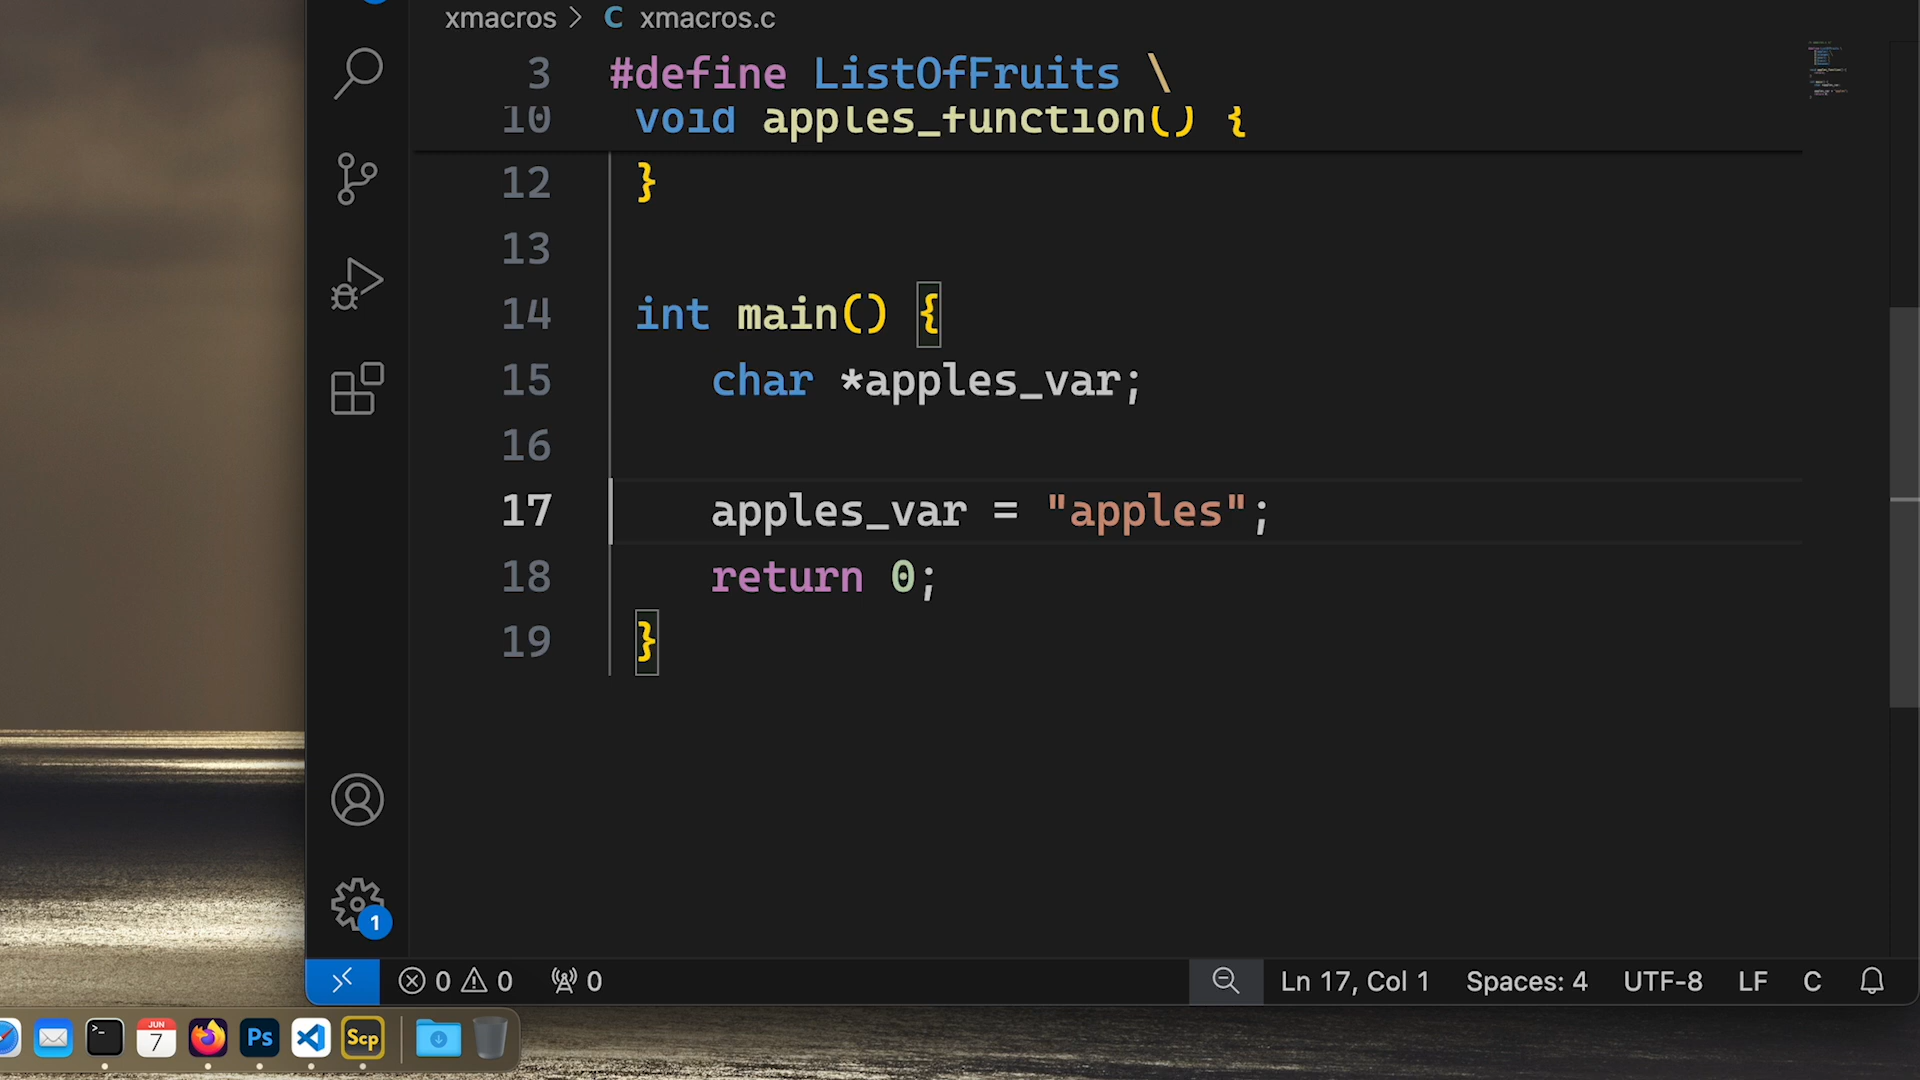 xmacros > C xmacros.c
3 #define ListOfFruits \
10 void apples_function() {
12 }
13
14 int main() {
15 char *apples_var;
16
17 apples_var = "apples";
18 return 0;
19 }
1
0 0 0
Ln 17, Col 1 Spaces: 4 UTF-8 LF C
JUN
7
Ps
Scp